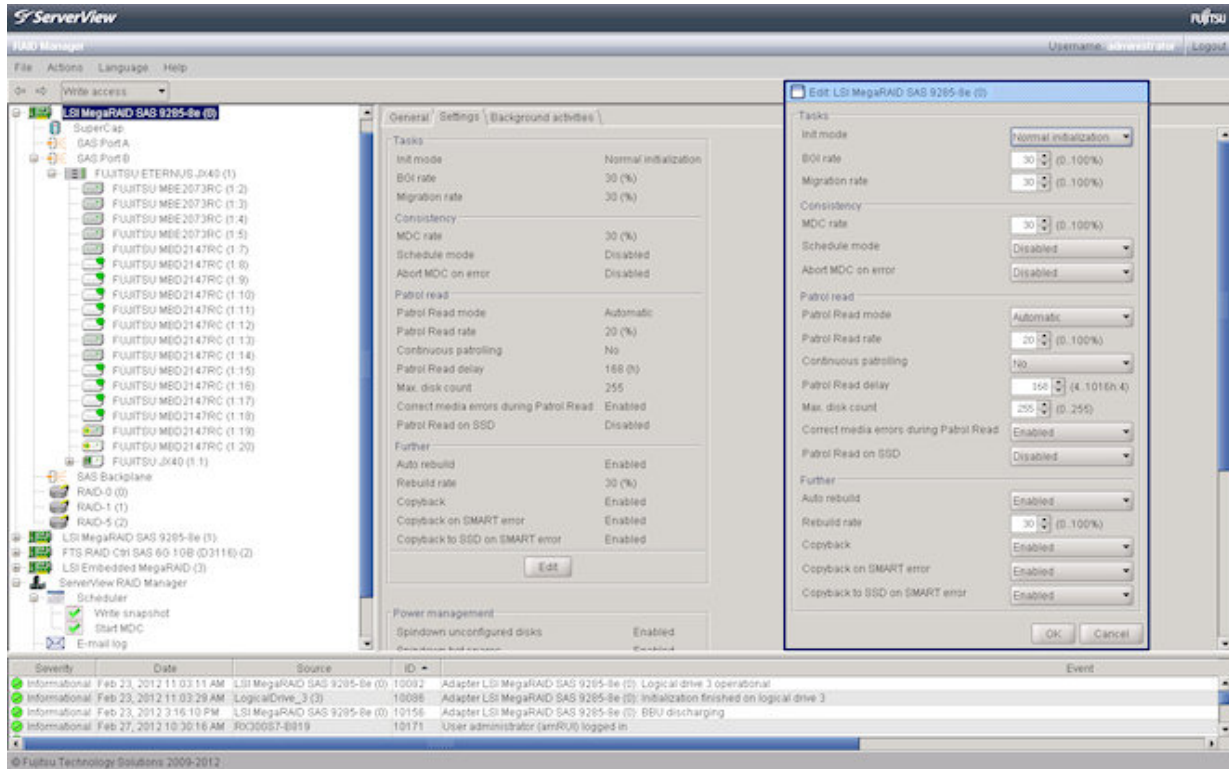 ServerView
FUJITSU
RAID Manager
Username: administrator Logout
File Actions Language Help
Write access
LSI MegaRAID SAS 9285-8e (0)
SuperCap
SAS Port A
SAS Port B
FUJITSU ETERNUS JX40 (1)
FUJITSU MBE2073RC (1:2)
FUJITSU MBE2073RC (1:3)
FUJITSU MBE2073RC (1:4)
FUJITSU MBE2073RC (1:5)
FUJITSU MBD2147RC (1:7)
FUJITSU MBD2147RC (1:8)
FUJITSU MBD2147RC (1:9)
FUJITSU MBD2147RC (1:10)
FUJITSU MBD2147RC (1:11)
FUJITSU MBD2147RC (1:12)
FUJITSU MBD2147RC (1:13)
FUJITSU MBD2147RC (1:14)
FUJITSU MBD2147RC (1:15)
FUJITSU MBD2147RC (1:16)
FUJITSU MBD2147RC (1:17)
FUJITSU MBD2147RC (1:18)
FUJITSU MBD2147RC (1:19)
FUJITSU MBD2147RC (1:20)
FUJITSU JX40 (1:1)
SAS Backplane
RAID-0 (0)
RAID-1 (1)
RAID-5 (2)
LSI MegaRAID SAS 9285-8e (1)
FTS RAID Ctrl SAS 6G 1GB (D3116) (2)
LSI Embedded MegaRAID (3)
ServerView RAID Manager
Scheduler
Write snapshot
Start MDC
E-mail log
General Settings Background activities
Tasks
Init mode Normal initialization
BGI rate 30 (%)
Migration rate 30 (%)
Consistency
MDC rate 30 (%)
Schedule mode Disabled
Abort MDC on error Disabled
Patrol read
Patrol Read mode Automatic
Patrol Read rate 20 (%)
Continuous patrolling No
Patrol Read delay 168 (h)
Max. disk count 255
Correct media errors during Patrol Read Enabled
Patrol Read on SSD Disabled
Further
Auto rebuild Enabled
Rebuild rate 30 (%)
Copyback Enabled
Copyback on SMART error Enabled
Copyback to SSD on SMART error Enabled
Edit
Power management
Spindown unconfigured disks Enabled
Spindown hot spares Enabled
Edit: LSI MegaRAID SAS 9285-8e (0)
Tasks
Init mode Normal initialization
BGI rate 30 (0..100%)
Migration rate 30 (0..100%)
Consistency
MDC rate 30 (0..100%)
Schedule mode Disabled
Abort MDC on error Disabled
Patrol read
Patrol Read mode Automatic
Patrol Read rate 20 (0..100%)
Continuous patrolling No
Patrol Read delay 168 (4..1016h:4)
Max. disk count 255 (0..255)
Correct media errors during Patrol Read Enabled
Patrol Read on SSD Disabled
Further
Auto rebuild Enabled
Rebuild rate 30 (0..100%)
Copyback Enabled
Copyback on SMART error Enabled
Copyback to SSD on SMART error Enabled
OK Cancel
Severity Date Source ID Event
Informational Feb 23, 2012 11:03:11 AM LSI MegaRAID SAS 9285-8e (0) 10082 Adapter LSI MegaRAID SAS 9285-8e (0): Logical drive 3 operational
Informational Feb 23, 2012 11:03:29 AM LogicalDrive_3 (3) 10086 Adapter LSI MegaRAID SAS 9285-8e (0): Initialization finished on logical drive 3
Informational Feb 23, 2012 3:16:10 PM LSI MegaRAID SAS 9285-8e (0) 10156 Adapter LSI MegaRAID SAS 9285-8e (0): BBU discharging
Informational Feb 27, 2012 10:30:16 AM RX300S7-B819 10171 User administrator (amRUI) logged in
© Fujitsu Technology Solutions 2009-2012